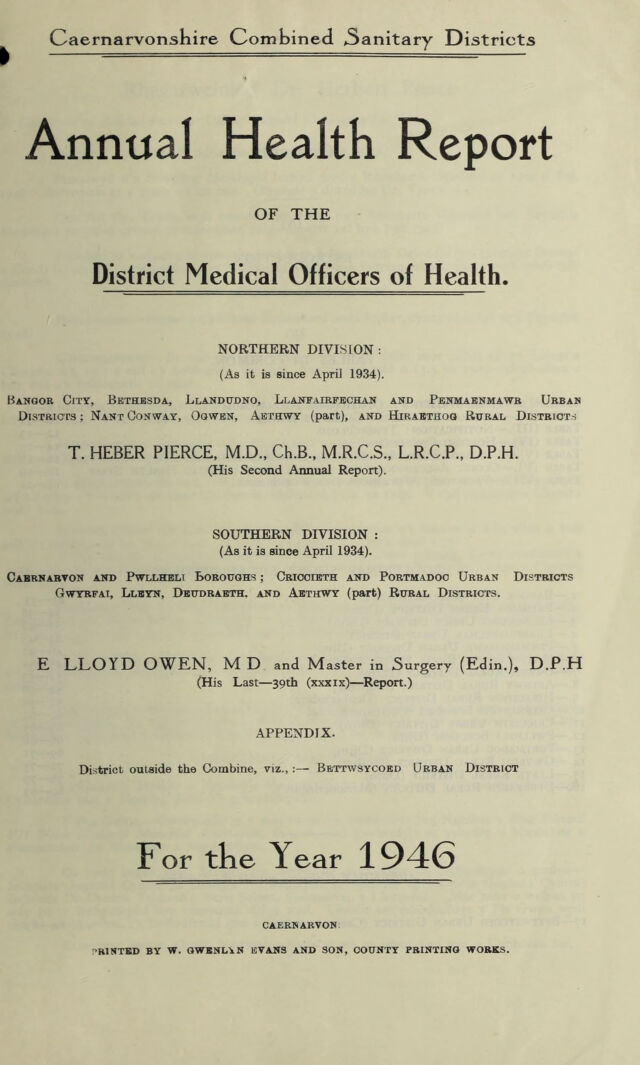 Caernarvonshire Combined Sanitary Districts
Annual Health Report
OF THE
District Medical Officers of Health.
NORTHERN DIVISION :
(As it is since April 1934).
Bangor City, Bethesda, Llandudno, Llanfairfechan and Penmaenmawr Urban
Districts ; Nant Conway, Ogwen, Aethwy (part), and Hiraethog Rural Districts
T. HEBER PIERCE, M.D., Ch.B., M.R.C.S., L.R.C.P., D.P.H.
(His Second Annual Report).
SOUTHERN DIVISION :
(As it is since April 1934).
Caernarvon and Pwllheli Boroughs ; Criccieth and Portmadoc Urban Districts
Gwyrfai, Lleyn, Deudraeth, and Aethwy (part) Rural Districts.
E LLOYD OWEN, M D and Master in Surgery (Edin.), D.P.H
(His Last—39th (xxxix)—Report.)
APPENDIX.
District outside the Combine, viz., :— Bettwsycoed Urban District
For the Year 1946
CAERNARVON:
PRINTED BY W. GWENLYN EVANS AND SON, COUNTY PRINTING WORKS.